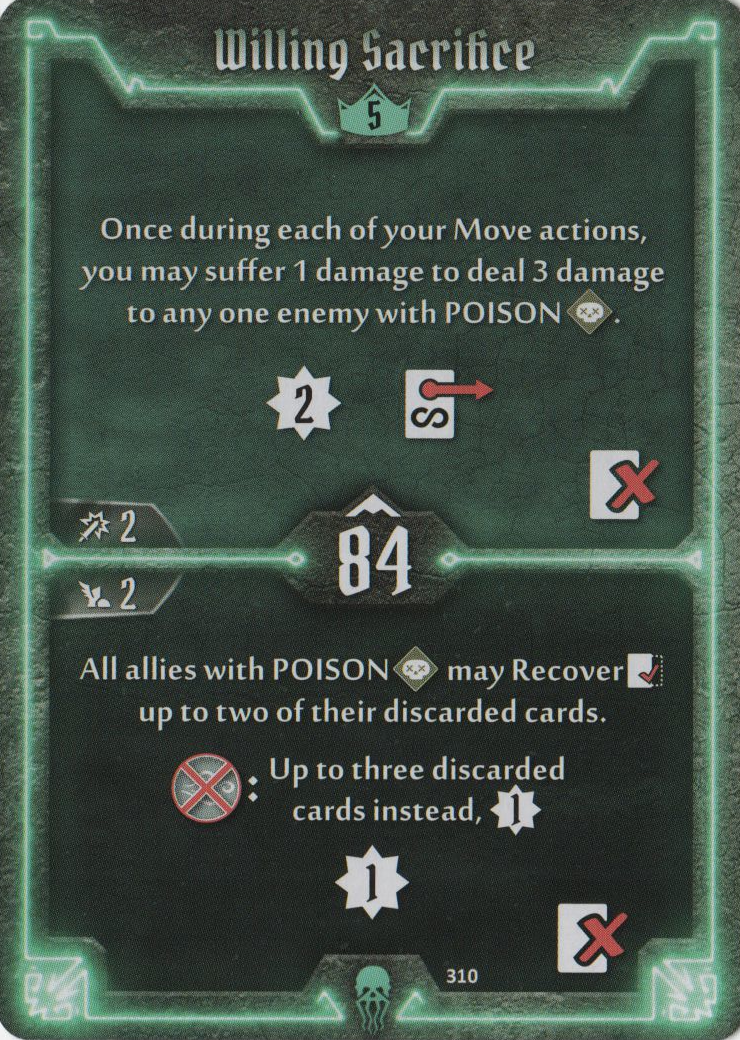 Willing Sacrifice
5
Once during each of your Move actions,
you may suffer 1 damage to deal 3 damage
to any one enemy with POISON .
2
2
84
2
All allies with POISON may Recover
up to two of their discarded cards.
: Up to three discarded
cards instead, 1
1
310